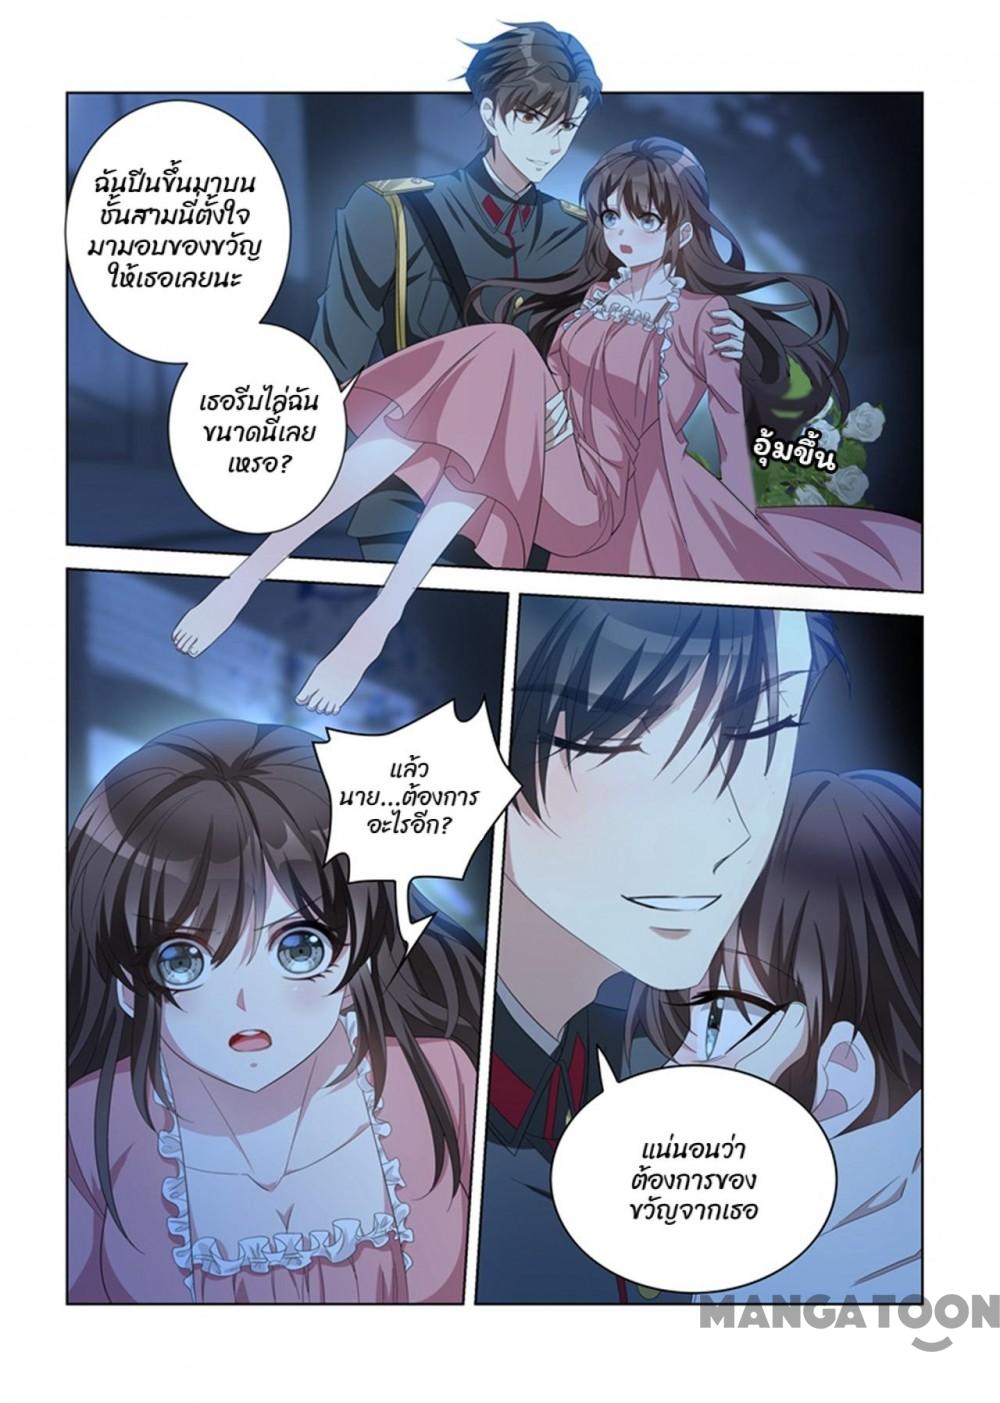 ฉันปีนขึ้นมาบน
ชั้นสามนี่ตั้งใจ
มามอบของขวัญ
ให้เธอเลยนะ
เธอรีบไล่ฉัน
ขนาดนี้เลย
เหรอ?
อุ้มขึ้น
แล้ว
นาย...ต้องการ
อะไรอีก?
แน่นอนว่า
ต้องการของ
ขวัญจากเธอ
MANGATOON